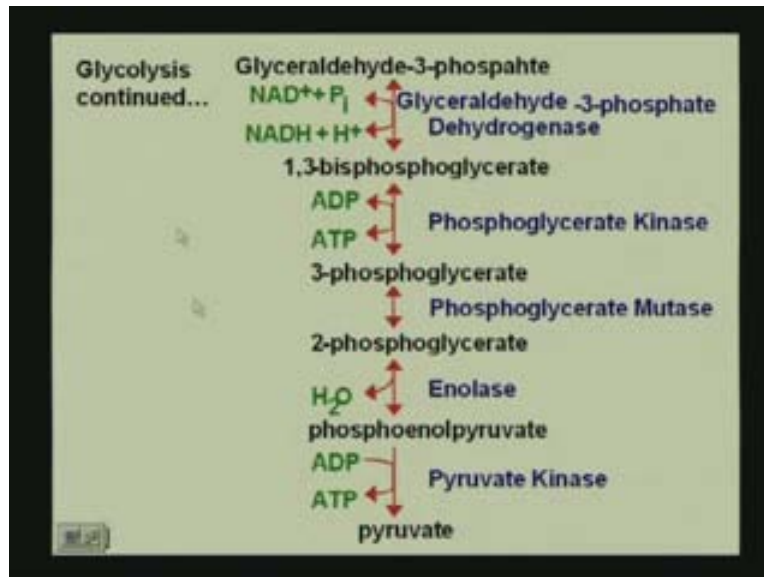 Glycolysis
continued...
Glyceraldehyde-3-phospahte
NAD++ Pi
Glyceraldehyde -3-phosphate
Dehydrogenase
NADH + H+
1,3-bisphosphoglycerate
ADP
Phosphoglycerate Kinase
ATP
3-phosphoglycerate
Phosphoglycerate Mutase
2-phosphoglycerate
H2O
Enolase
phosphoenolpyruvate
ADP
Pyruvate Kinase
ATP
pyruvate